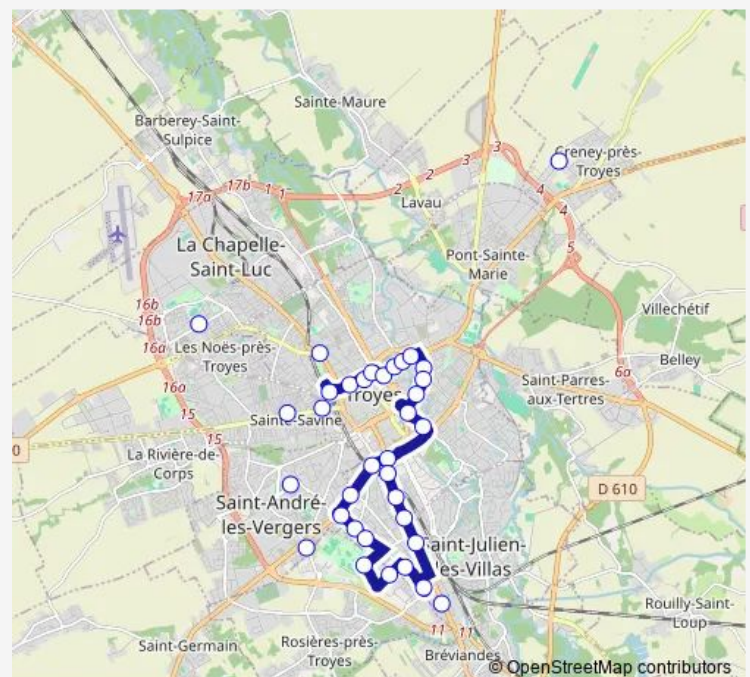 Sainte-Maure
Barberey-Saint-
Sulpice
Creney-près-
Troyes
3
3
2
2
4
4
17a
17b
1
1
Lavau
La Chapelle-
Saint-Luc
Pont-Sainte-
Marie
5
16b
16b
16a
Villechétif
Les Noës-près-
Troyes
Belley
6a
16a
Troyes
Saint-Parres-
aux-Tertres
Sainte-Savine
15
15
0
La Rivière-de-
Corps
D 610
Saint-André-
les-Vergers
Saint-Julien-
les-Villas
Rouilly-Saint-
Loup
11
11
Saint-Germain
Rosières-près-
Troyes
Bréviandes
© OpenStreetMap contributors